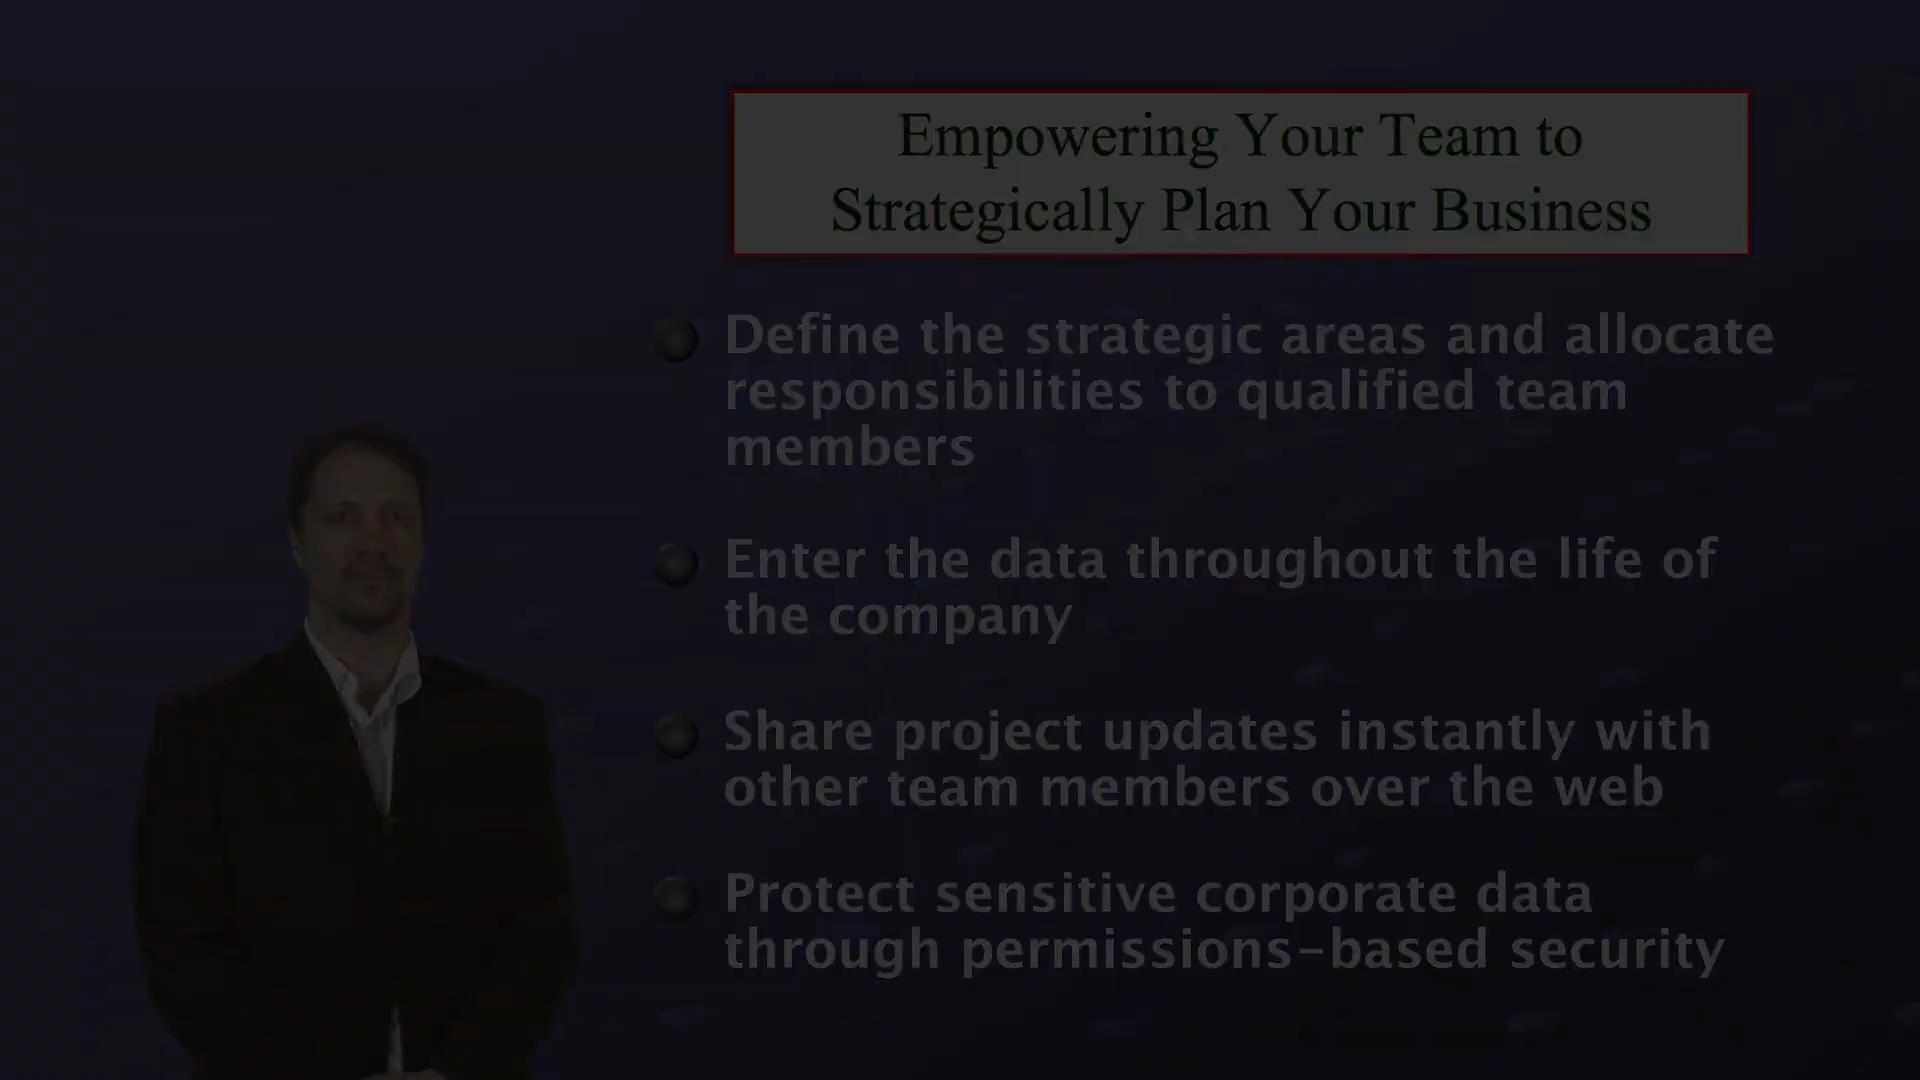 Empowering Your Team to
Strategically Plan Your Business
Define the strategic areas and allocate
responsibilities to qualified team
members
Enter the data throughout the life of
the company
Share project updates instantly with
other team members over the web
Protect sensitive corporate data
through permissions-based security